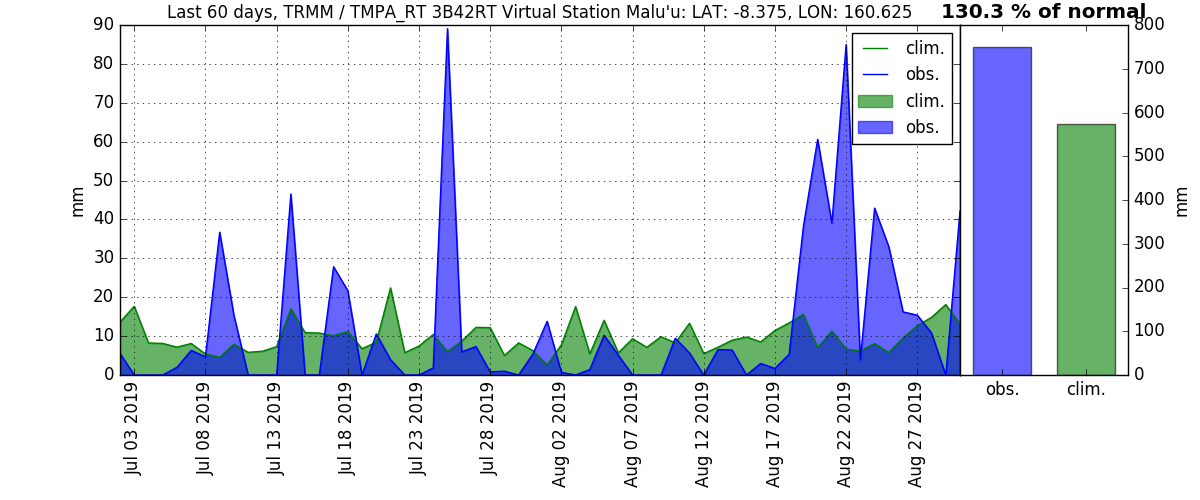 Last 60 days, TRMM / TMPA_RT 3B42RT Virtual Station Malu'u: LAT: -8.375, LON: 160.625
130.3 % of normal
90
80
70
60
50
40
30
20
10
0
mm
clim.
obs.
clim.
obs.
800
700
600
500
400
300
200
100
0
mm
obs.
clim.
Jul 03 2019
Jul 08 2019
Jul 13 2019
Jul 18 2019
Jul 23 2019
Jul 28 2019
Aug 02 2019
Aug 07 2019
Aug 12 2019
Aug 17 2019
Aug 22 2019
Aug 27 2019